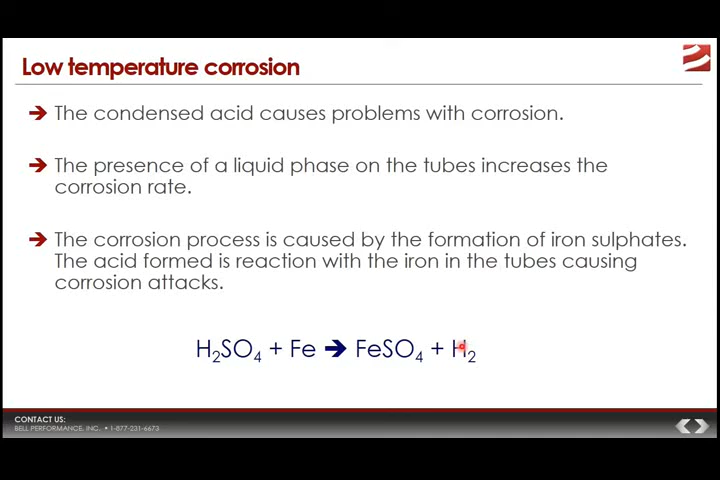 Low temperature corrosion
➔ The condensed acid causes problems with corrosion.
➔ The presence of a liquid phase on the tubes increases the
corrosion rate.
➔ The corrosion process is caused by the formation of iron sulphates.
The acid formed is reaction with the iron in the tubes causing
corrosion attacks.
H₂SO₄ + Fe ➔ FeSO₄ + H₂
CONTACT US:
BELL PERFORMANCE, INC. • 1-877-231-6673